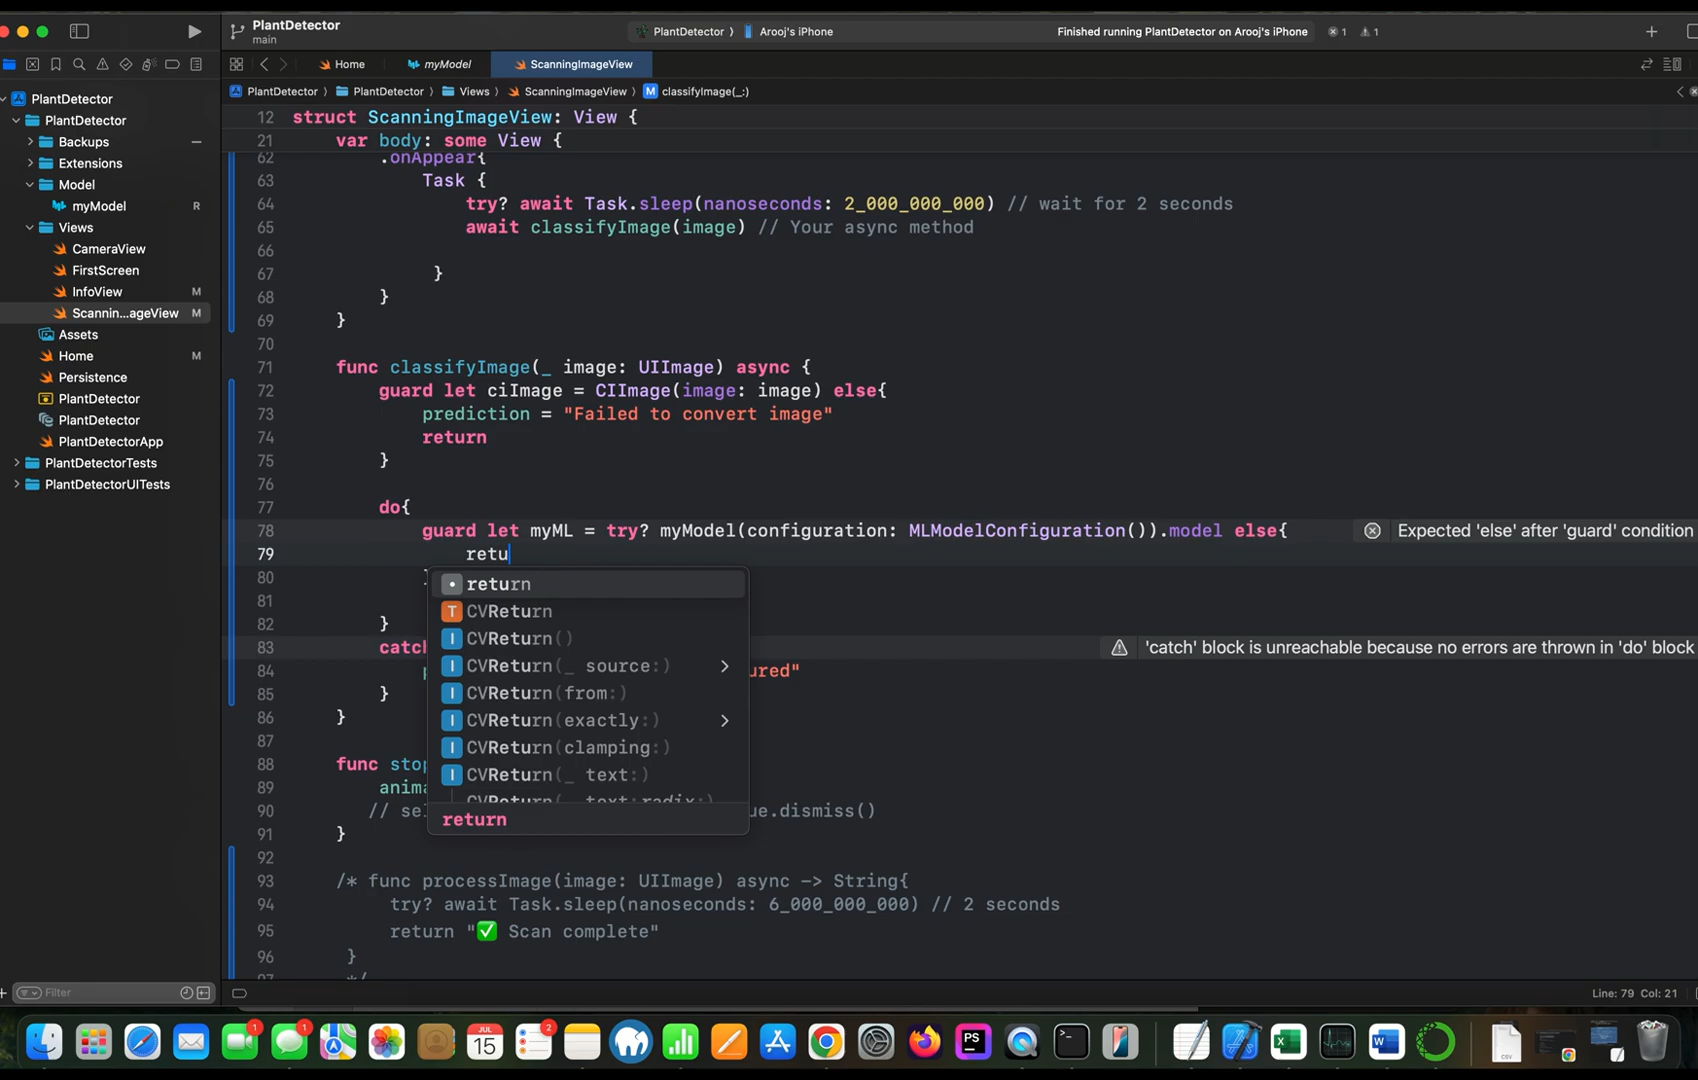 PlantDetector
main
PlantDetector 〉 Arooj's iPhone
Finished running PlantDetector on Arooj's iPhone
1 1
Home
myModel
ScanningImageView
PlantDetector 〉 PlantDetector 〉 Views 〉 ScanningImageView 〉 M classifyImage(_:)
PlantDetector
PlantDetector
Backups
Extensions
Model
myModel R
Views
CameraView
FirstScreen
InfoView M
Scannin...ageView M
Assets
Home M
Persistence
PlantDetector
PlantDetector
PlantDetectorApp
PlantDetectorTests
PlantDetectorUITests
Filter
12 struct ScanningImageView: View {
21 var body: some View {
62 .onAppear{
63 Task {
64 try? await Task.sleep(nanoseconds: 2_000_000_000) // wait for 2 seconds
65 await classifyImage(image) // Your async method
66
67 }
68 }
69 }
70
71 func classifyImage(_ image: UIImage) async {
72 guard let ciImage = CIImage(image: image) else{
73 prediction = "Failed to convert image"
74 return
75 }
76
77 do{
78 guard let myML = try? myModel(configuration: MLModelConfiguration()).model else{ Expected 'else' after 'guard' condition
79 retu
80
81
82 }
83 catc 'catch' block is unreachable because no errors are thrown in 'do' block
84 ured"
85 }
86 }
87
88 func stop
89 anima
90 // se ue.dismiss()
91 }
92
93 /* func processImage(image: UIImage) async -> String{
94 try? await Task.sleep(nanoseconds: 6_000_000_000) // 2 seconds
95 return "✅ Scan complete"
96 }
97 */
return
T CVReturn
I CVReturn()
I CVReturn(_ source:)
I CVReturn(from:)
I CVReturn(exactly:)
I CVReturn(clamping:)
I CVReturn(_ text:)
CVReturn(_ text:radix:)
return
Line: 79 Col: 21
1
1
JUL
15
2
PS
CSV